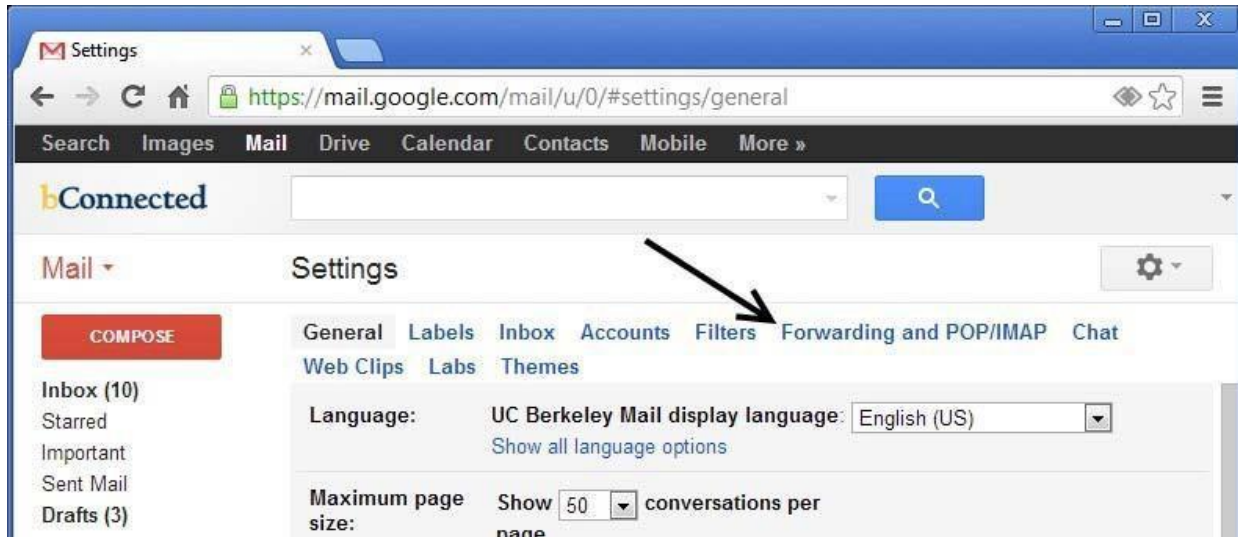 Settings
https://mail.google.com/mail/u/0/#settings/general
Search Images Mail Drive Calendar Contacts Mobile More »
bConnected
Mail Settings
COMPOSE General Labels Inbox Accounts Filters Forwarding and POP/IMAP Chat
Web Clips Labs Themes
Inbox (10)
Starred
Important
Sent Mail
Drafts (3)
Language: UC Berkeley Mail display language: English (US)
Show all language options
Maximum page size: Show 50 conversations per
page